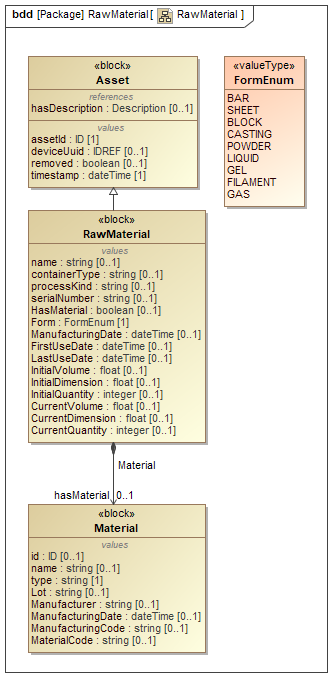 bdd [Package] RawMaterial[ RawMaterial ]
«block»
Asset
references
hasDescription : Description [0..1]
values
assetId : ID [1]
deviceUuid : IDREF [0..1]
removed : boolean [0..1]
timestamp : dateTime [1]
«valueType»
FormEnum
BAR
SHEET
BLOCK
CASTING
POWDER
LIQUID
GEL
FILAMENT
GAS
«block»
RawMaterial
values
name : string [0..1]
containerType : string [0..1]
processKind : string [0..1]
serialNumber : string [0..1]
HasMaterial : boolean [0..1]
Form : FormEnum [1]
ManufacturingDate : dateTime [0..1]
FirstUseDate : dateTime [0..1]
LastUseDate : dateTime [0..1]
InitialVolume : float [0..1]
InitialDimension : float [0..1]
InitialQuantity : integer [0..1]
CurrentVolume : float [0..1]
CurrentDimension : float [0..1]
CurrentQuantity : integer [0..1]
Material
hasMaterial 0..1
«block»
Material
values
id : ID [0..1]
name : string [0..1]
type : string [1]
Lot : string [0..1]
Manufacturer : string [0..1]
ManufacturingDate : dateTime [0..1]
ManufacturingCode : string [0..1]
MaterialCode : string [0..1]